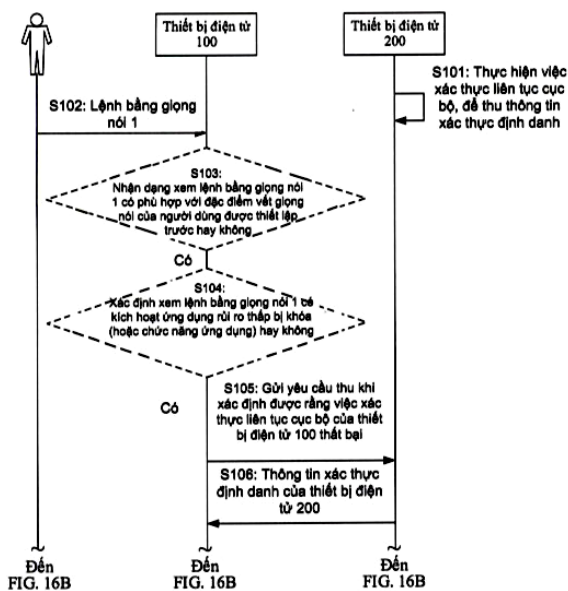 Thiết bị điện tử
100
Thiết bị điện tử
200
S101: Thực hiện việc
xác thực liên tục cục
bộ, để thu thông tin
xác thực định danh
S102: Lệnh bằng giọng
nói 1
S103:
Nhận dạng xem lệnh bằng giọng nói
1 có phù hợp với đặc điểm vết giọng
nói của người dùng được thiết lập
trước hay không
Có
S104:
Xác định xem lệnh bằng giọng nói 1 có
kích hoạt ứng dụng rủi ro thấp bị khóa
(hoặc chức năng ứng dụng) hay không
Có
S105: Gửi yêu cầu thu khi
xác định được rằng việc xác
thực liên tục cục bộ của thiết
bị điện tử 100 thất bại
S106: Thông tin xác thực
định danh của thiết bị điện
tử 200
Đến
FIG. 16B
Đến
FIG. 16B
Đến
FIG. 16B